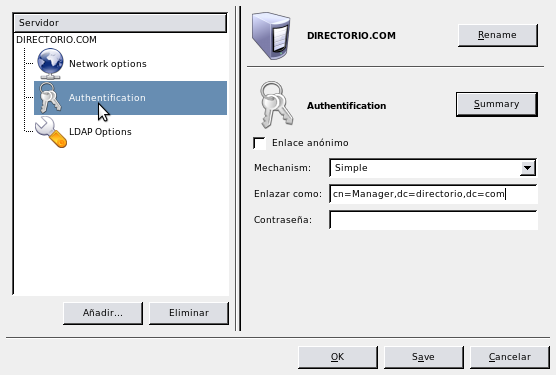 Servidor
DIRECTORIO.COM
Network options
Authentification
LDAP Options
Añadir...
Eliminar
DIRECTORIO.COM
Rename
Authentification
Summary
Enlace anónimo
Mechanism:
Simple
Enlazar como:
cn=Manager,dc=directorio,dc=com
Contraseña:
OK
Save
Cancelar